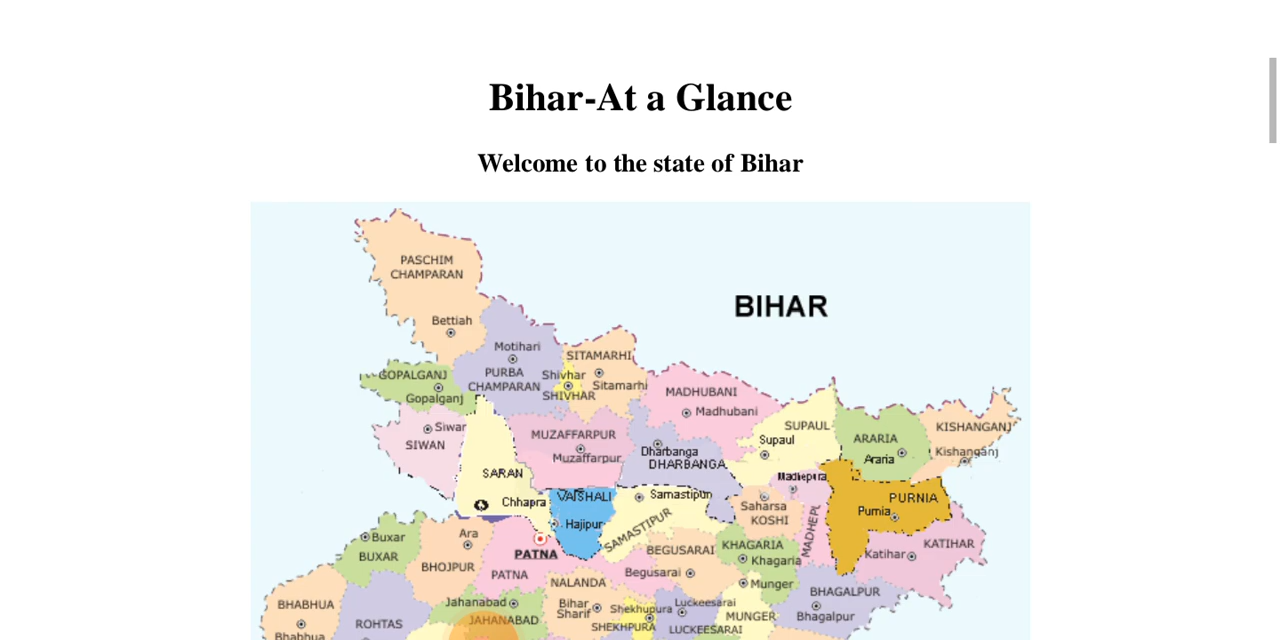 Bihar-At a Glance
Welcome to the state of Bihar
PASCHIM
CHAMPARAN
BIHAR
Bettiah
Motihari
SITAMARHI
PURBA
CHAMPARAN
Shivhar
SHIVHAR
Sitamarhi
GOPALGANJ
Gopalganj
MADHUBANI
Madhubani
Siwan
SIWAN
MUZAFFARPUR
Muzaffarpur
Dharbanga
DHARBANGA
SUPAUL
Supaul
ARARIA
Araria
KISHANGANJ
Kishanganj
SARAN
Chhapra
VAISHALI
Hajipur
Samastipur
SAMASTIPUR
Madhepura
Saharsa
KOSHI
MADHEPU
PURNIA
Purnia
Buxar
BUXAR
Ara
BHOJPUR
PATNA
PATNA
BEGUSARAI
Begusarai
KHAGARIA
Khagaria
Katihar
KATIHAR
NALANDA
Munger
BHAGALPUR
Bhagalpur
BHABHUA
Bhabhua
ROHTAS
Jahanabad
JAHANABAD
Bihar
Sharif
Shekhupura
SHEKHPURA
Luckeesarai
LUCKEESARAI
MUNGER